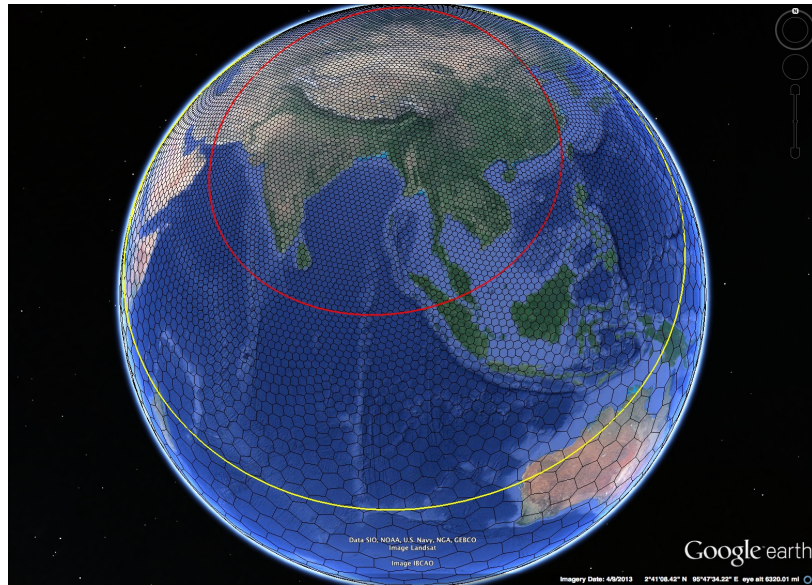 N
Data SIO, NOAA, U.S. Navy, NGA, GEBCO
Image Landsat
Image IBCAO
Google earth
Imagery Date: 4/9/2013 2°41'08.42" N 95°47'34.22" E eye alt 6320.01 mi